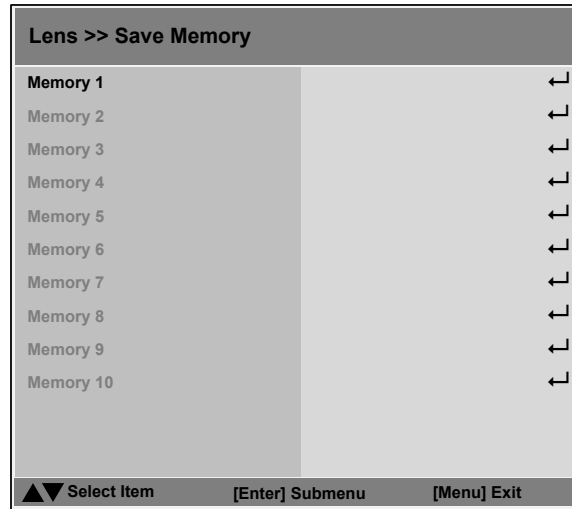 Lens >> Save Memory
Memory 1
Memory 2
Memory 3
Memory 4
Memory 5
Memory 6
Memory 7
Memory 8
Memory 9
Memory 10
Select Item [Enter] Submenu [Menu] Exit